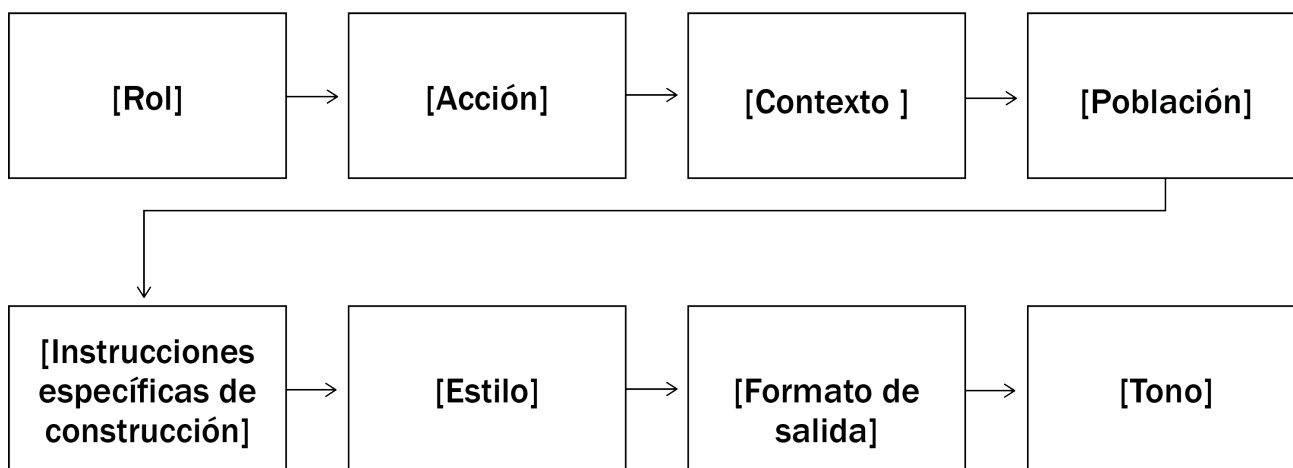 [Rol]
[Acción]
[Contexto ]
[Población]
[Instrucciones
específicas de
construcción]
[Estilo]
[Formato de
salida]
[Tono]